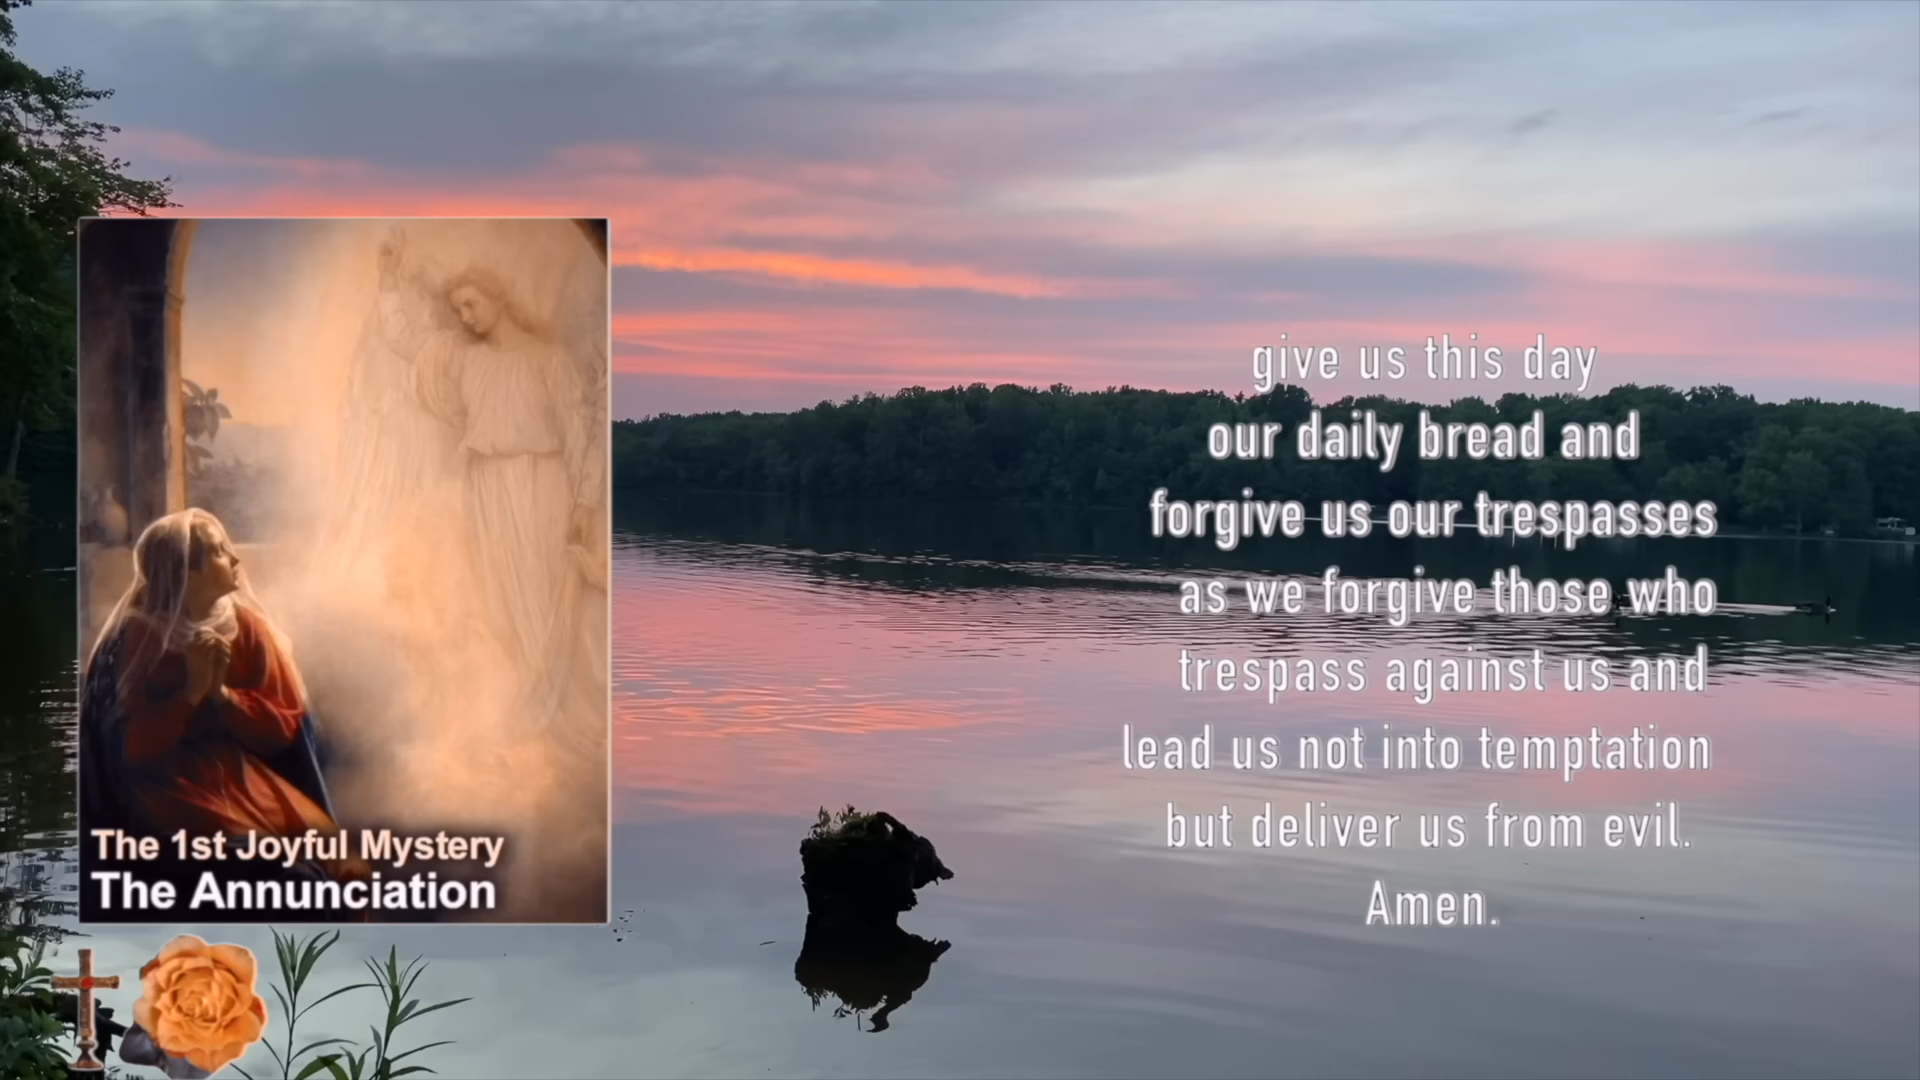 The 1st Joyful Mystery
The Annunciation
give us this day
our daily bread and
forgive us our trespasses
as we forgive those who
trespass against us and
lead us not into temptation
but deliver us from evil.
Amen.